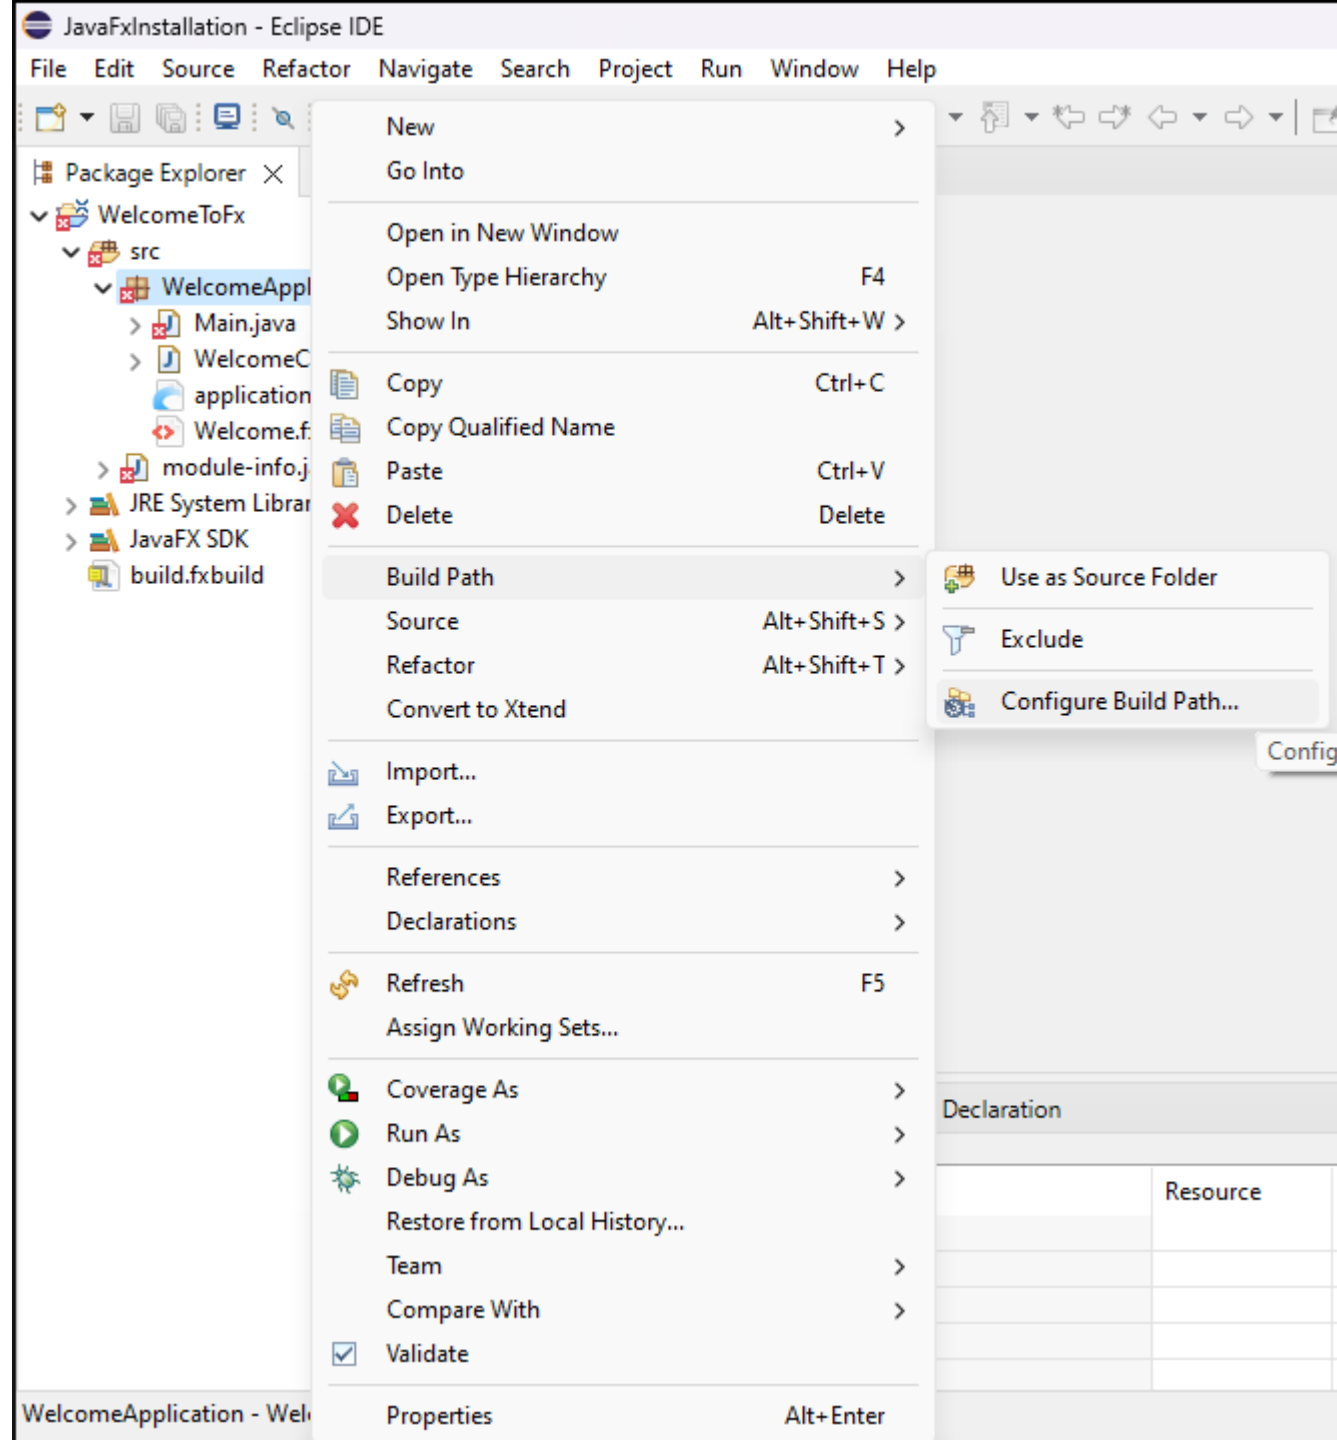 JavaFxInstallation - Eclipse IDE
File Edit Source Refactor Navigate Search Project Run Window Help
Package Explorer
WelcomeToFx
src
WelcomeAppl
Main.java
WelcomeC
application
Welcome.f
module-info.j
JRE System Librar
JavaFX SDK
build.fxbuild
New
Go Into
Open in New Window
Open Type Hierarchy F4
Show In Alt+Shift+W
Copy Ctrl+C
Copy Qualified Name
Paste Ctrl+V
Delete Delete
Build Path
Source Alt+Shift+S
Refactor Alt+Shift+T
Convert to Xtend
Import...
Export...
References
Declarations
Refresh F5
Assign Working Sets...
Coverage As
Run As
Debug As
Restore from Local History...
Team
Compare With
Validate
Properties Alt+Enter
Use as Source Folder
Exclude
Configure Build Path...
Config
Declaration
Resource
WelcomeApplication - Wel